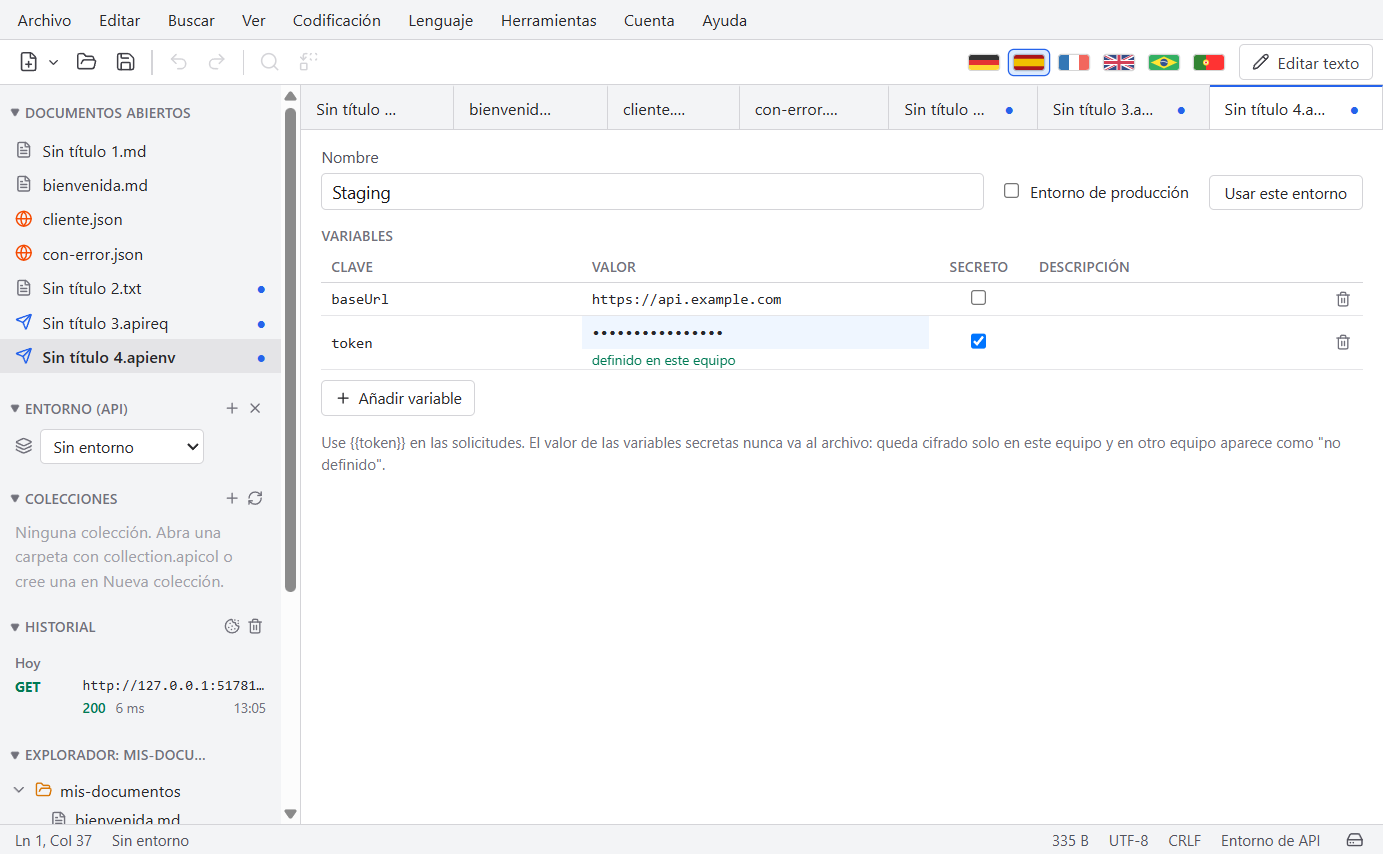 Archivo Editar Buscar Ver Codificación Lenguaje Herramientas Cuenta Ayuda
Editar texto
DOCUMENTOS ABIERTOS
Sin título 1.md
bienvenida.md
cliente.json
con-error.json
Sin título 2.txt
Sin título 3.apireq
Sin título 4.apienv
ENTORNO (API)
Sin entorno
COLECCIONES
Ninguna colección. Abra una
carpeta con collection.apicol o
cree una en Nueva colección.
HISTORIAL
Hoy
GET http://127.0.0.1:51781…
200 6 ms 13:05
EXPLORADOR: MIS-DOCU...
mis-documentos
bienvenida.md
Sin título ... bienvenid... cliente.... con-error.... Sin título ... Sin título 3.a... Sin título 4.a...
Nombre
Staging
Entorno de producción
Usar este entorno
VARIABLES
CLAVE VALOR SECRETO DESCRIPCIÓN
baseUrl https://api.example.com
token ••••••••••••••••
definido en este equipo
Añadir variable
Use {{token}} en las solicitudes. El valor de las variables secretas nunca va al archivo: queda cifrado solo en este equipo y en otro equipo aparece como "no
definido".
Ln 1, Col 37 Sin entorno 335 B UTF-8 CRLF Entorno de API